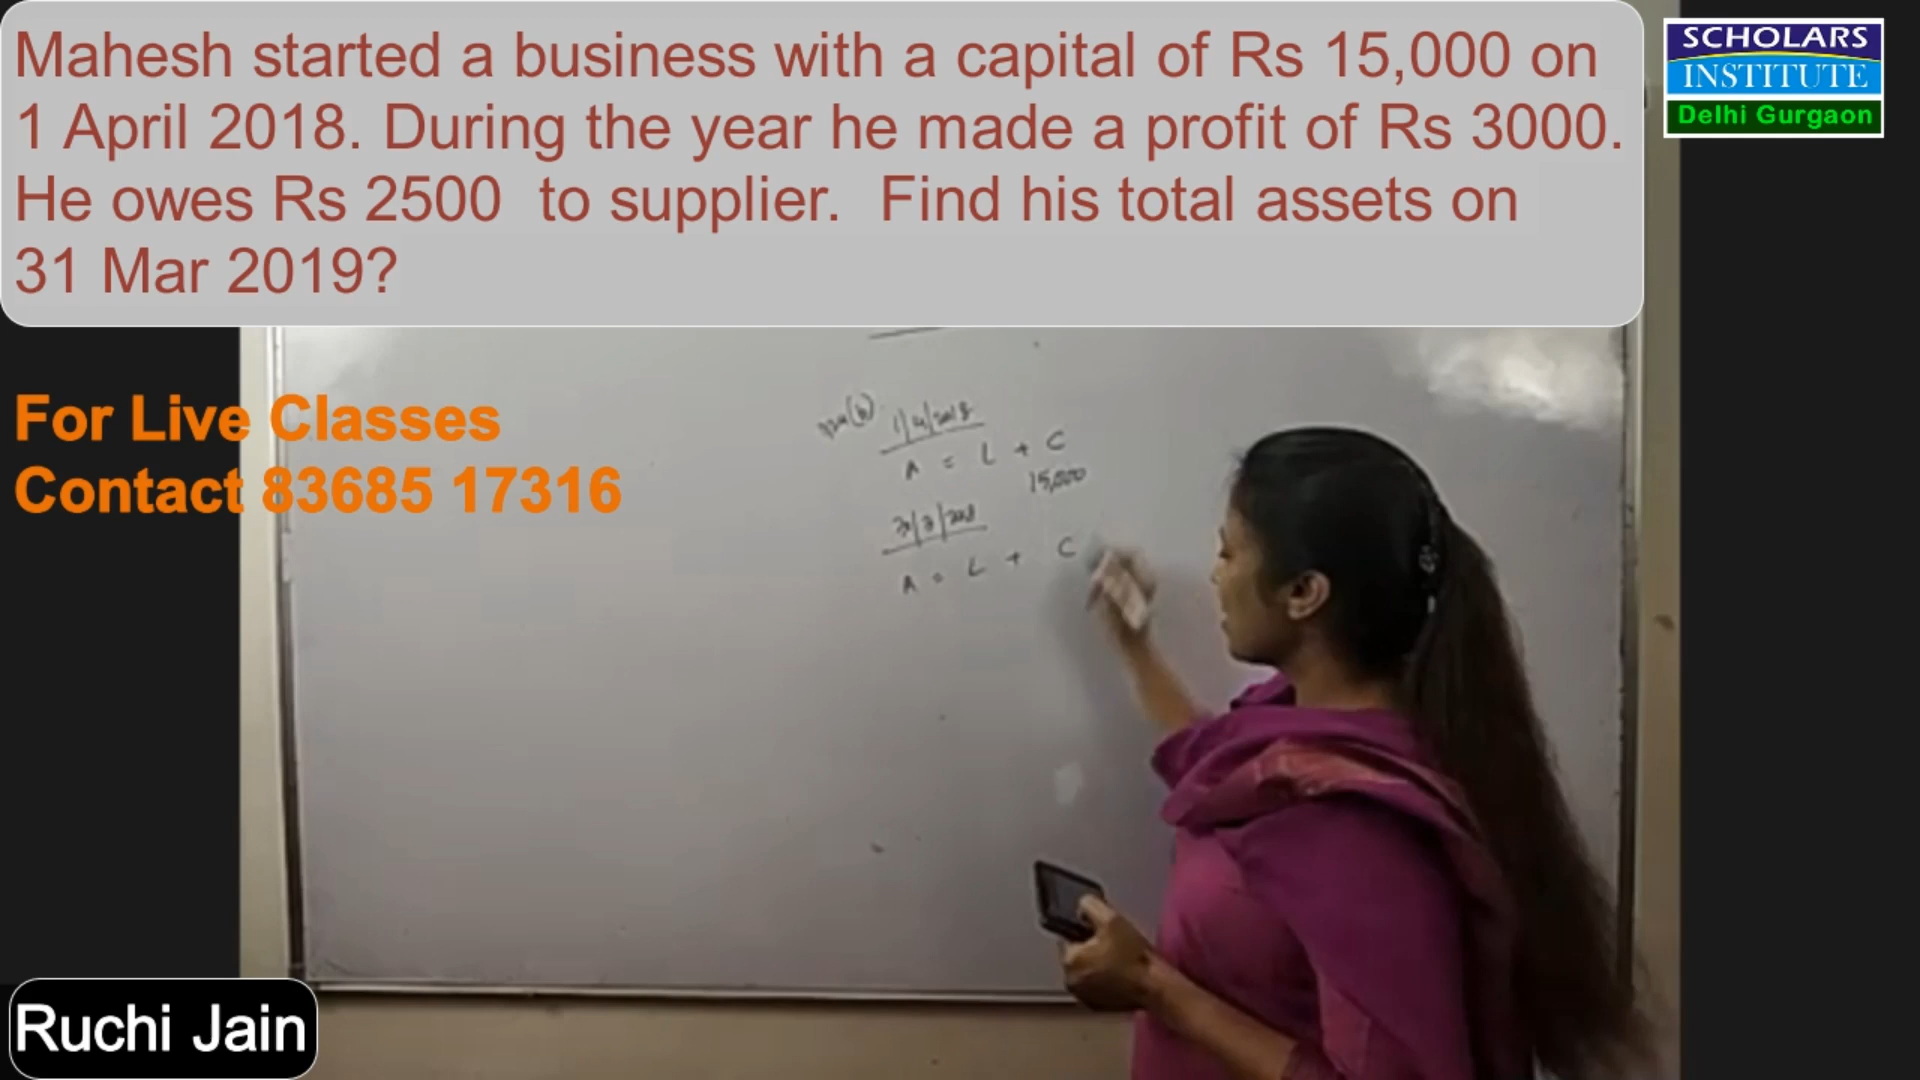 Mahesh started a business with a capital of Rs 15,000 on
1 April 2018. During the year he made a profit of Rs 3000.
He owes Rs 2500 to supplier. Find his total assets on
31 Mar 2019?
SCHOLARS
INSTITUTE
Delhi Gurgaon
For Live Classes
Contact 83685 17316
1/4/2018
A = L + C
15,000
A = L + C
Ruchi Jain